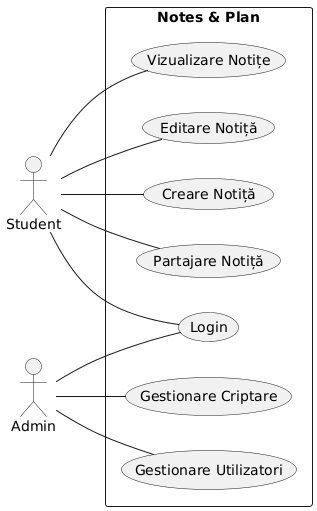 Notes & Plan
Vizualizare Notițe
Editare Notiță
Creare Notiță
Student
Partajare Notiță
Login
Gestionare Criptare
Admin
Gestionare Utilizatori